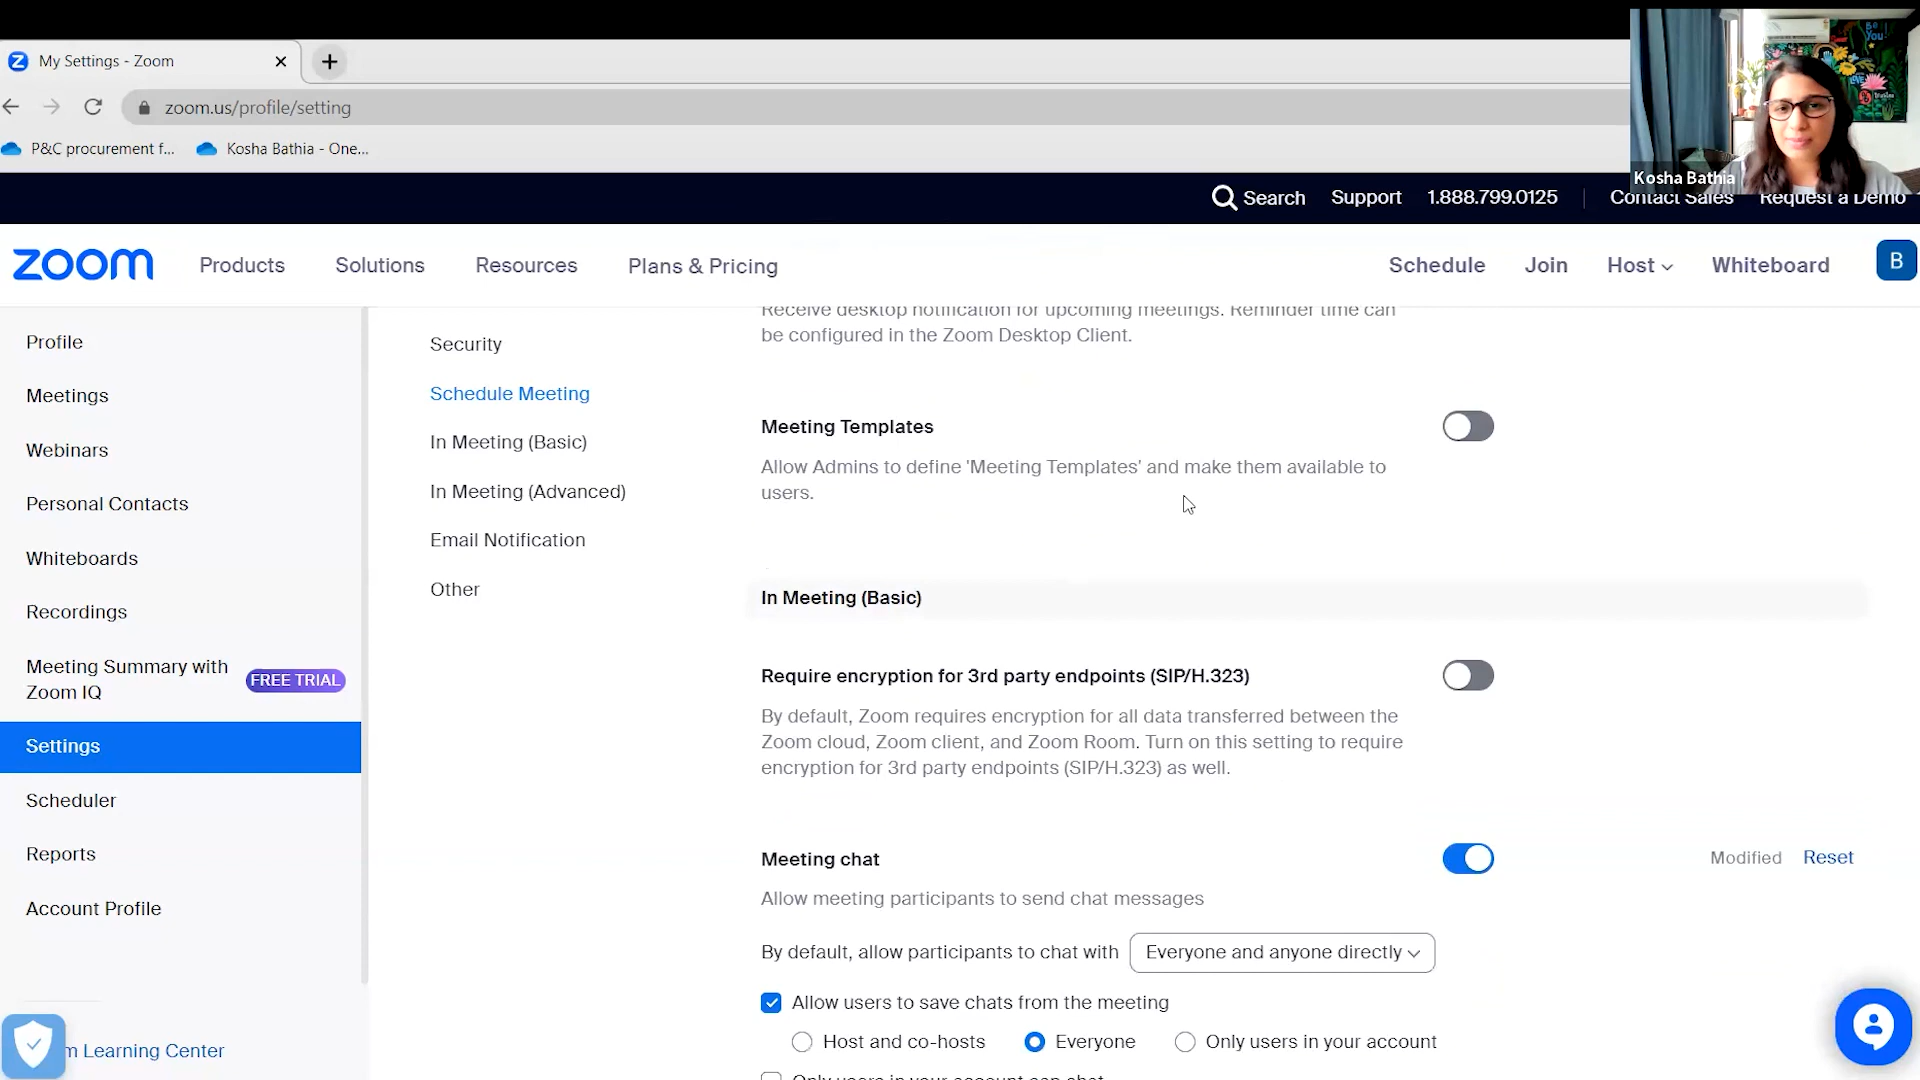 My Settings - Zoom
zoom.us/profile/setting
P&C procurement f... Kosha Bathia - One...
Kosha Bathia
Search Support 1.888.799.0125 Contact Sales Request a Demo
zoom Products Solutions Resources Plans & Pricing Schedule Join Host Whiteboard B
Profile
Meetings
Webinars
Personal Contacts
Whiteboards
Recordings
Meeting Summary with
Zoom IQ
FREE TRIAL
Settings
Scheduler
Reports
Account Profile
m Learning Center
Security
Schedule Meeting
In Meeting (Basic)
In Meeting (Advanced)
Email Notification
Other
Receive desktop notification for upcoming meetings. Reminder time can
be configured in the Zoom Desktop Client.
Meeting Templates
Allow Admins to define 'Meeting Templates' and make them available to
users.
In Meeting (Basic)
Require encryption for 3rd party endpoints (SIP/H.323)
By default, Zoom requires encryption for all data transferred between the
Zoom cloud, Zoom client, and Zoom Room. Turn on this setting to require
encryption for 3rd party endpoints (SIP/H.323) as well.
Meeting chat
Modified Reset
Allow meeting participants to send chat messages
By default, allow participants to chat with Everyone and anyone directly
Allow users to save chats from the meeting
Host and co-hosts Everyone Only users in your account
Only users in your account can chat